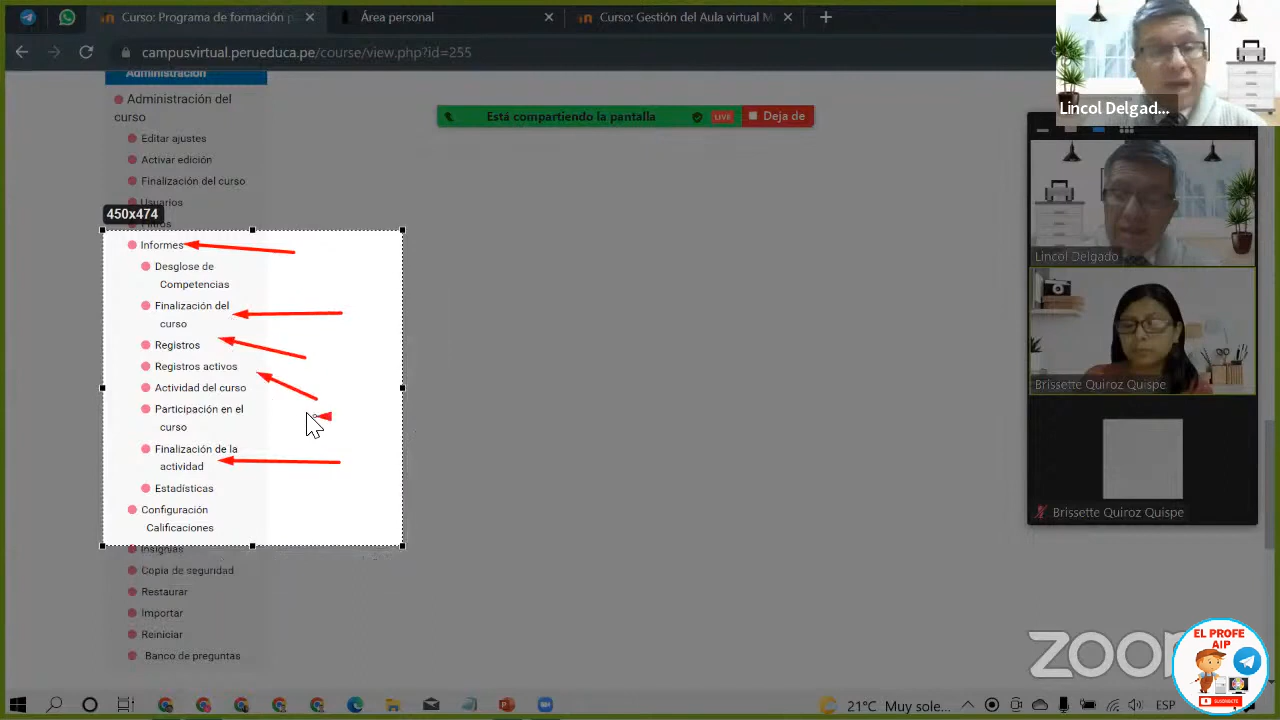 Curso: Programa de formación p
Área personal
Curso: Gestión del Aula virtual M
campusvirtual.perueduca.pe/course/view.php?id=255
Administración
Administración del
curso
Editar ajustes
Activar edición
Finalización del curso
Usuarios
Filtros
450x474
Informes
Desglose de
Competencias
Finalización del
curso
Registros
Registros activos
Actividad del curso
Participación en el
curso
Finalización de la
actividad
Estadísticas
Configuración
Calificaciones
Insignias
Copia de seguridad
Restaurar
Importar
Reiniciar
Banco de preguntas
Está compartiendo la pantalla
LIVE
Deja de
Lincol Delgad...
Lincol Delgado
Brissette Quiroz Quispe
Brissette Quiroz Quispe
zoom
EL PROFE
AIP
21°C Muy sole...
ESP